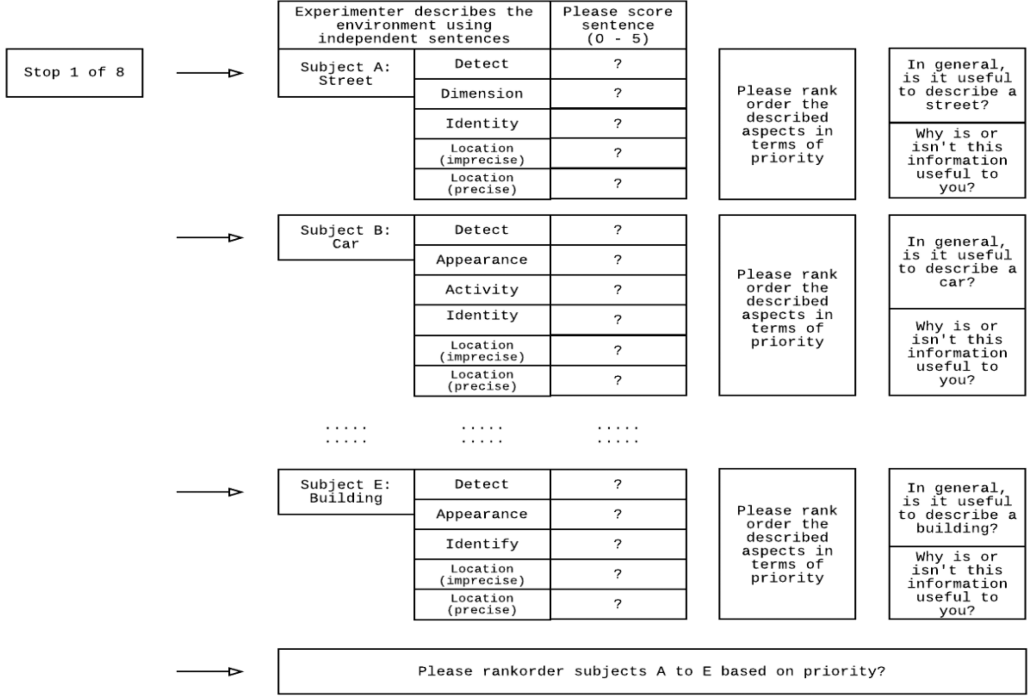 Experimenter describes the
environment using
independent sentences
Please score
sentence
(0 - 5)
Stop 1 of 8
Subject A:
Street
Detect
?
Dimension
?
Identity
?
Location
(imprecise)
?
Location
(precise)
?
Please rank
order the
described
aspects in
terms of
priority
In general,
is it useful
to describe a
street?
Why is or
isn't this
information
useful to
you?
Subject B:
Car
Detect
?
Appearance
?
Activity
?
Identity
?
Location
(imprecise)
?
Location
(precise)
?
Please rank
order the
described
aspects in
terms of
priority
In general,
is it useful
to describe a
car?
Why is or
isn't this
information
useful to
you?
..... ..... .....
..... ..... .....
Subject E:
Building
Detect
?
Appearance
?
Identify
?
Location
(imprecise)
?
Location
(precise)
?
Please rank
order the
described
aspects in
terms of
priority
In general,
is it useful
to describe a
building?
Why is or
isn't this
information
useful to
you?
Please rankorder subjects A to E based on priority?